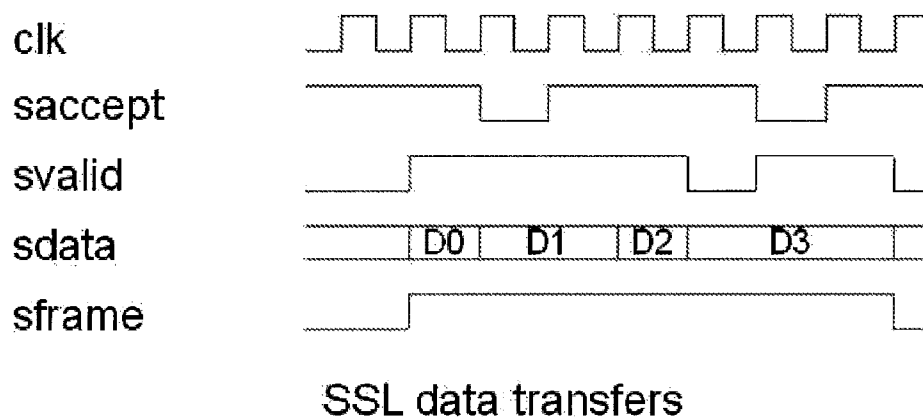 clk
saccept
svalid
sdata D0 D1 D2 D3
sframe
SSL data transfers